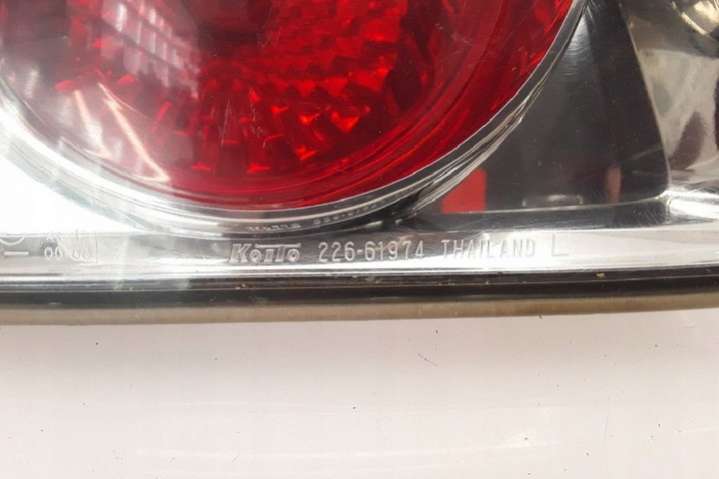 KOITO 226-61974 THAILAND L